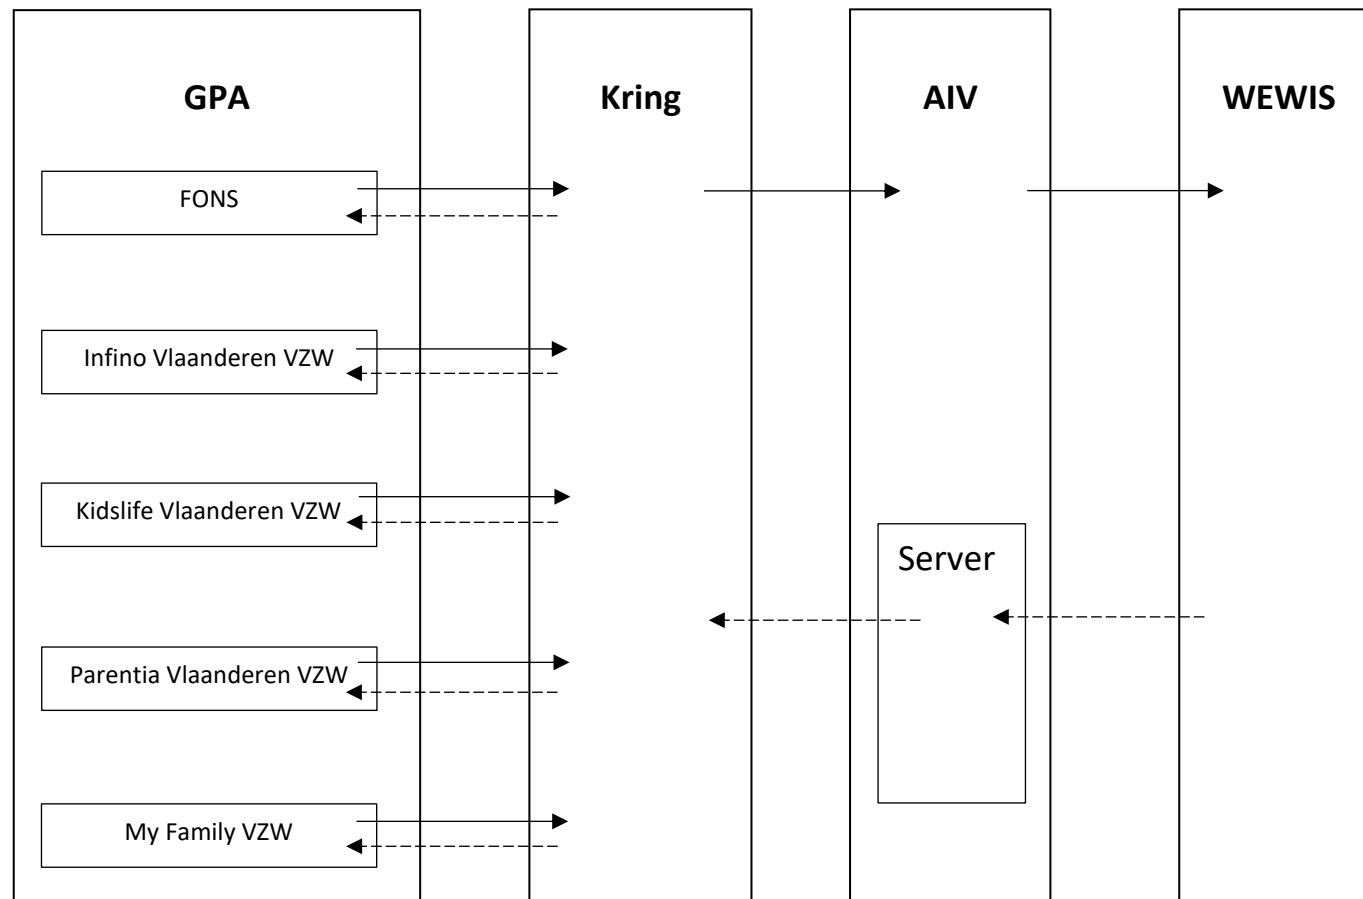 GPA
Kring
AIV
WEWIS
FONS
Infino Vlaanderen VZW
Kidslife Vlaanderen VZW
Server
Parentia Vlaanderen VZW
My Family VZW